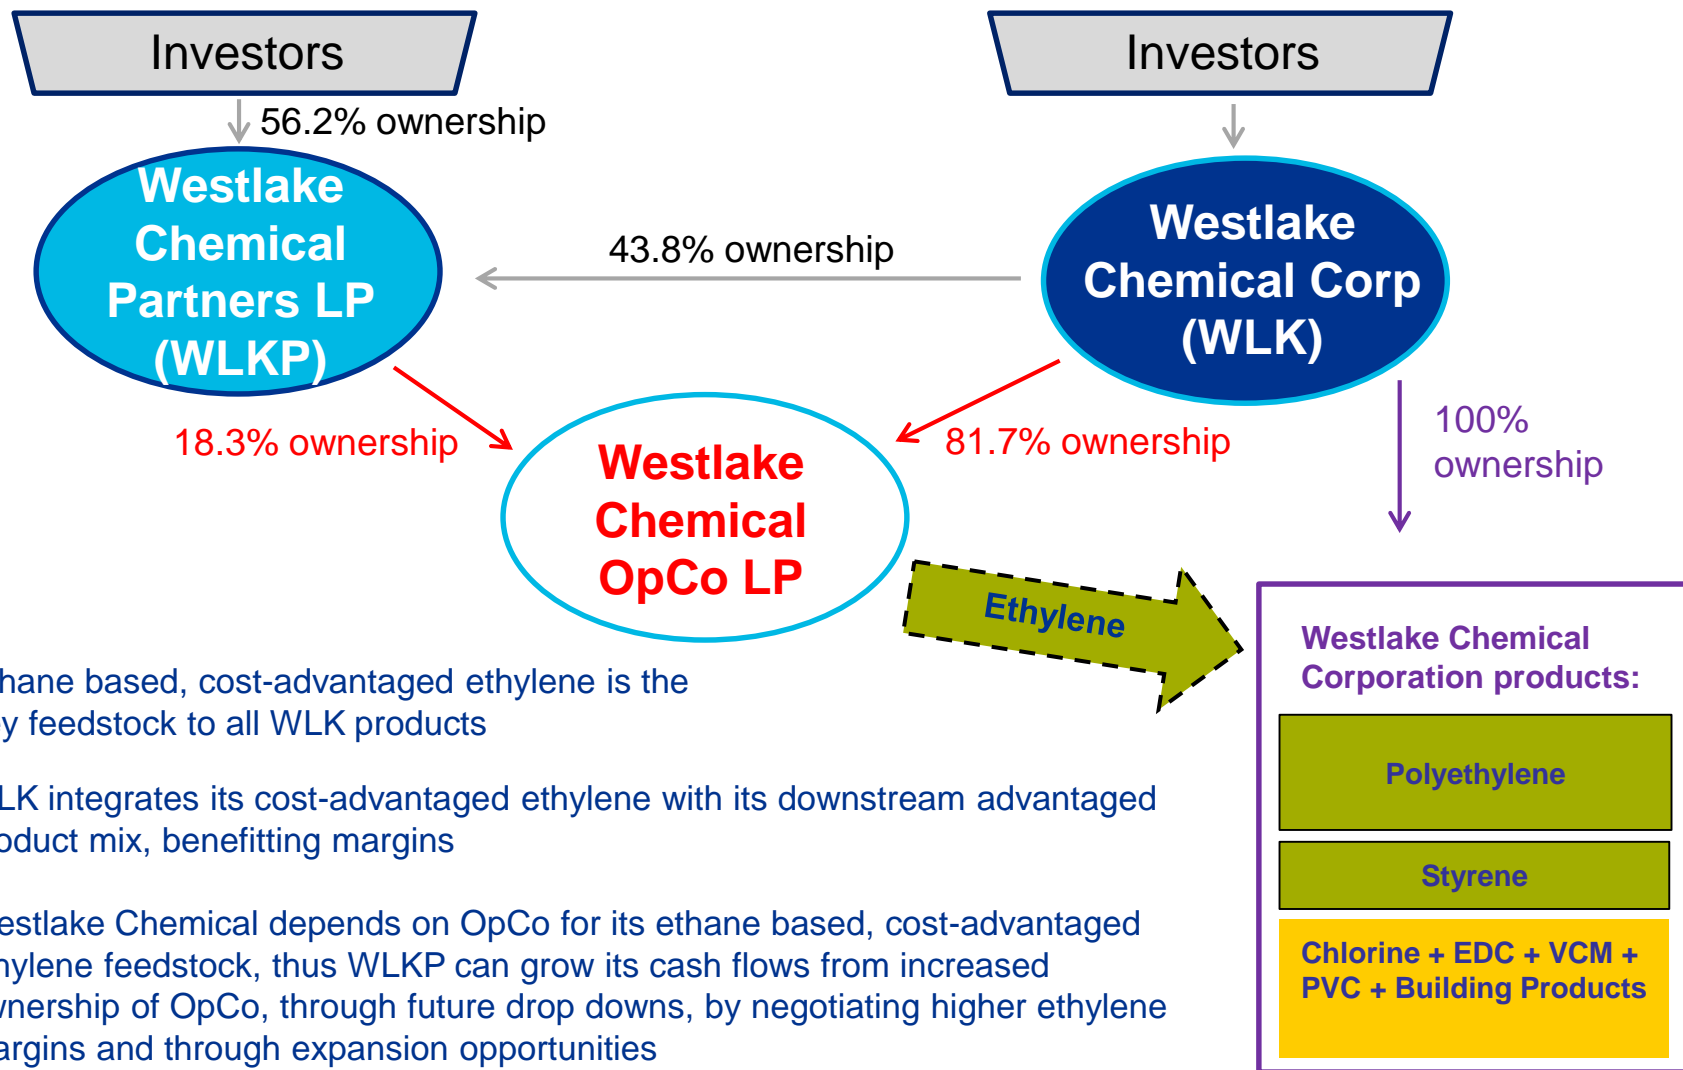 Investors
Investors
56.2% ownership
Westlake
Chemical
Partners LP
(WLKP)
43.8% ownership
Westlake
Chemical Corp
(WLK)
18.3% ownership
81.7% ownership
100%
ownership
Westlake
Chemical
OpCo LP
Ethylene
hane based, cost-advantaged ethylene is the
y feedstock to all WLK products
LK integrates its cost-advantaged ethylene with its downstream advantaged
oduct mix, benefitting margins
estlake Chemical depends on OpCo for its ethane based, cost-advantaged
hylene feedstock, thus WLKP can grow its cash flows from increased
wnership of OpCo, through future drop downs, by negotiating higher ethylene
argins and through expansion opportunities
Westlake Chemical
Corporation products:
Polyethylene
Styrene
Chlorine + EDC + VCM +
PVC + Building Products